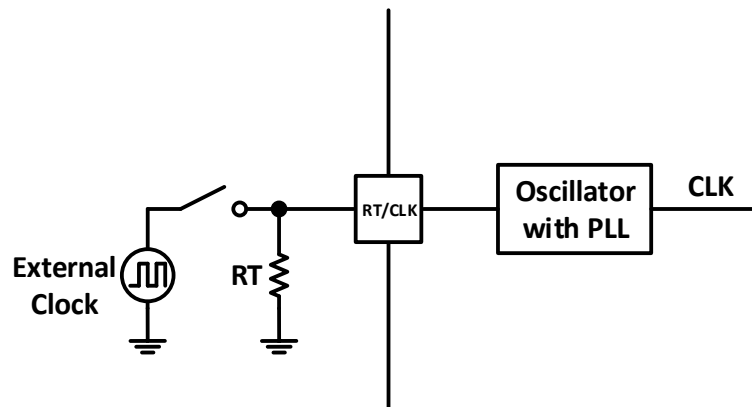 External
Clock
RT
RT/CLK
Oscillator
with PLL
CLK